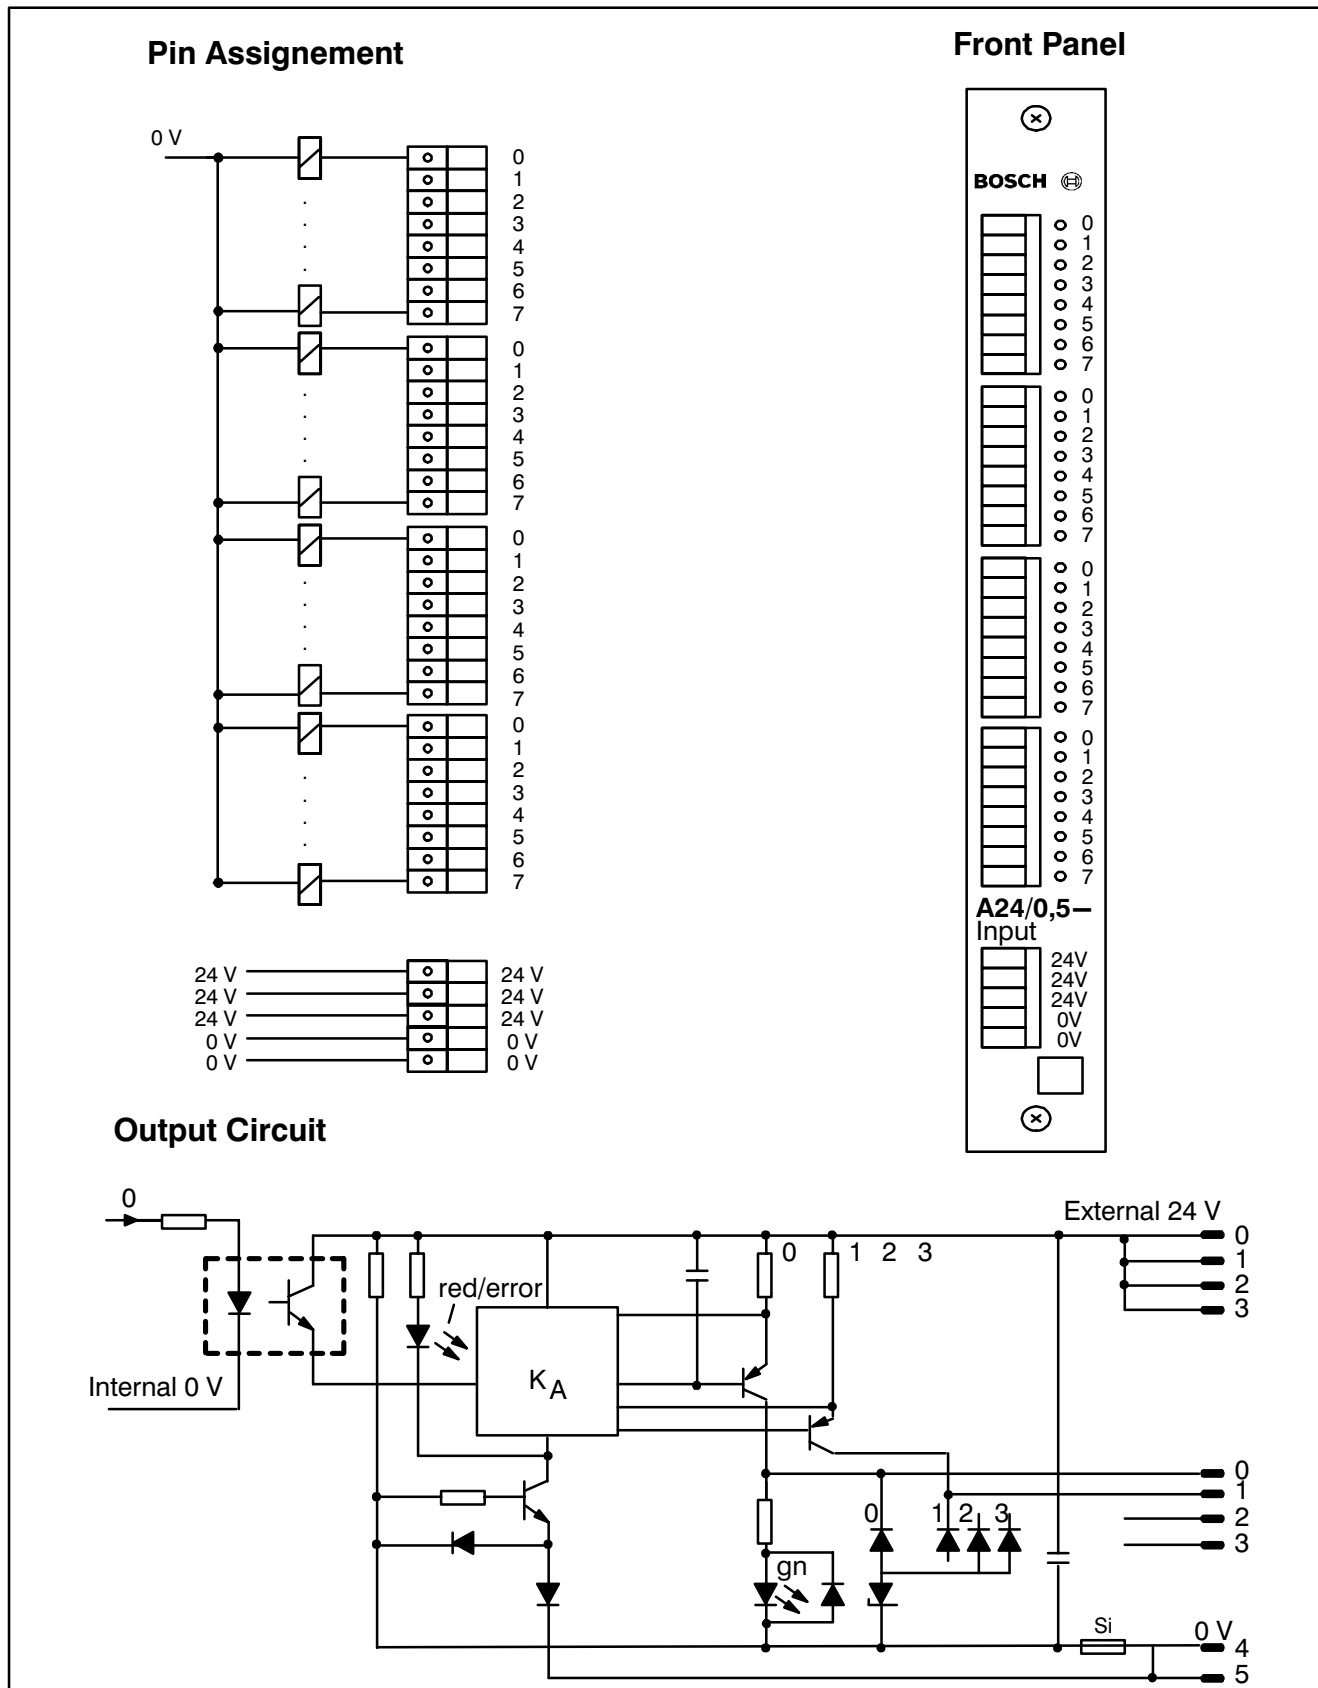 Pin Assignement
Front Panel
0 V
0
1
2
3
4
5
6
7
0
1
2
3
4
5
6
7
0
1
2
3
4
5
6
7
0
1
2
3
4
5
6
7
24 V 24 V
24 V 24 V
24 V 24 V
0 V 0 V
0 V 0 V
BOSCH
0
1
2
3
4
5
6
7
0
1
2
3
4
5
6
7
0
1
2
3
4
5
6
7
0
1
2
3
4
5
6
7
A24/0,5–
Input
24V
24V
24V
0V
0V
Output Circuit
0
External 24 V
0
1
2
3
0 1 2 3
red/error
Internal 0 V
KA
0
1
2
3
0 1 2 3
gn
Si
0 V
4
5